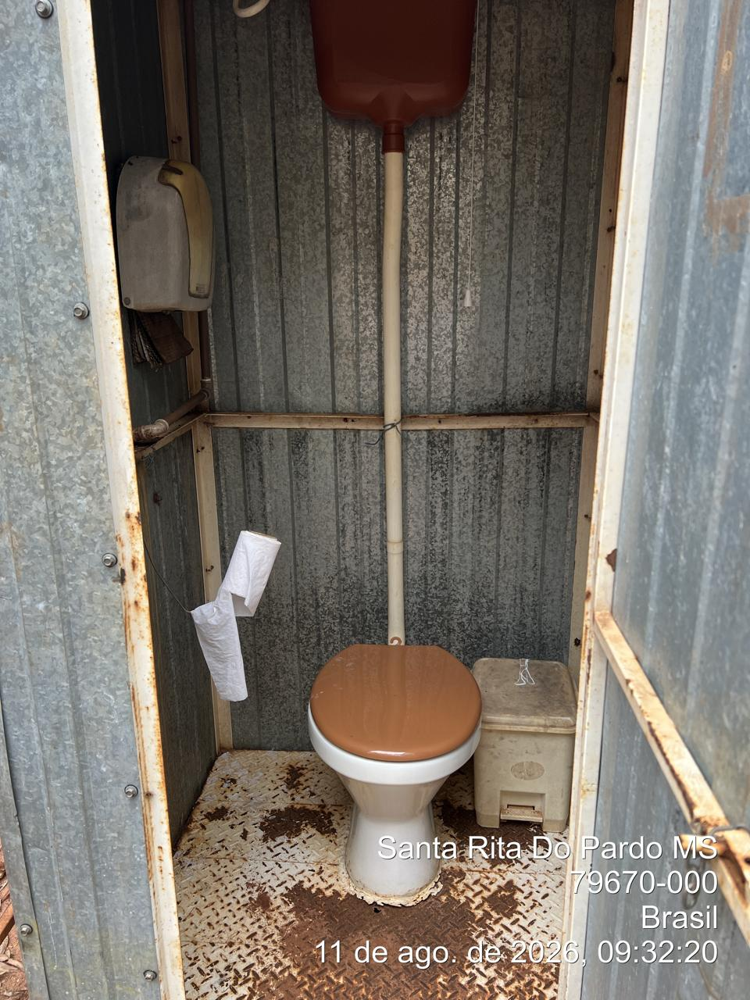 Santa Rita Do Pardo MS
79670-000
Brasil
11 de ago. de 2026, 09:32:20